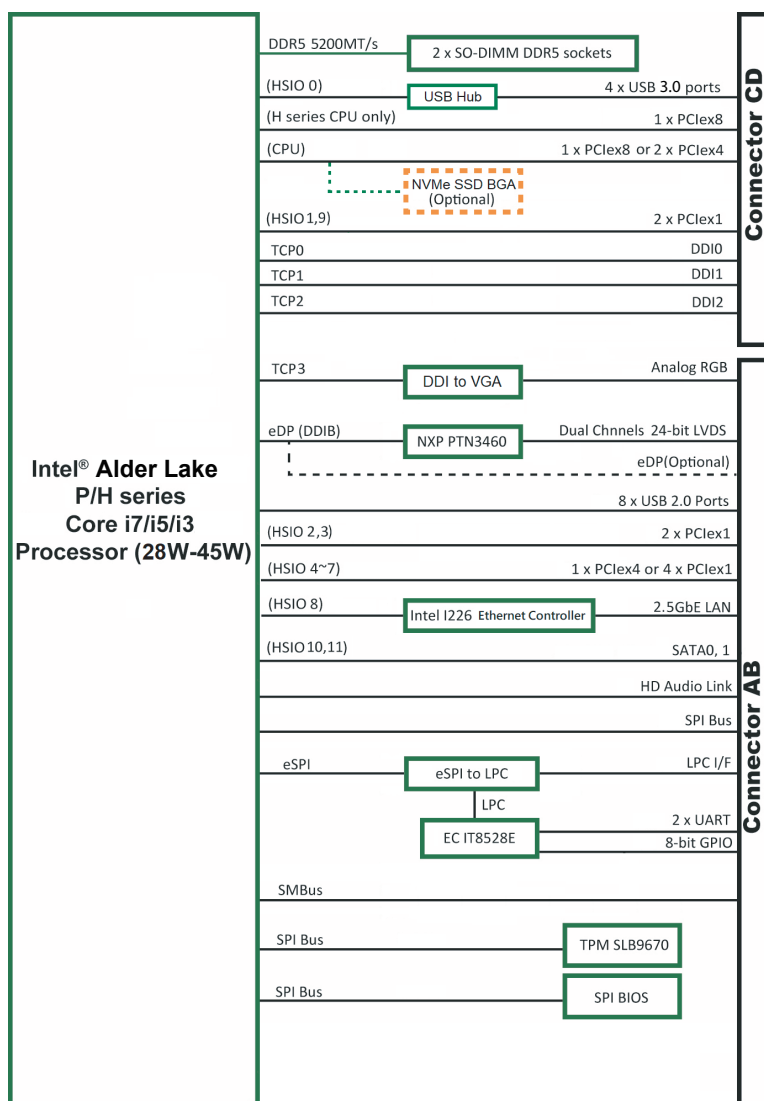 DDR5 5200MT/s
2 x SO-DIMM DDR5 sockets
(HSIO 0)
USB Hub
4 x USB 3.0 ports
(H series CPU only)
1 x PCIex8
(CPU)
1 x PCIex8 or 2 x PCIex4
NVMe SSD BGA
(Optional)
(HSIO 1,9)
2 x PCIex1
TCP0
DDI0
TCP1
DDI1
TCP2
DDI2
Connector CD
TCP3
DDI to VGA
Analog RGB
eDP (DDIB)
NXP PTN3460
Dual Chnnels 24-bit LVDS
eDP(Optional)
Intel® Alder Lake
P/H series
Core i7/i5/i3
Processor (28W-45W)
8 x USB 2.0 Ports
(HSIO 2,3)
2 x PCIex1
(HSIO 4~7)
1 x PCIex4 or 4 x PCIex1
(HSIO 8)
Intel I226 Ethernet Controller
2.5GbE LAN
(HSIO 10,11)
SATA0, 1
HD Audio Link
SPI Bus
eSPI
eSPI to LPC
LPC I/F
LPC
EC IT8528E
2 x UART
8-bit GPIO
Connector AB
SMBus
SPI Bus
TPM SLB9670
SPI Bus
SPI BIOS